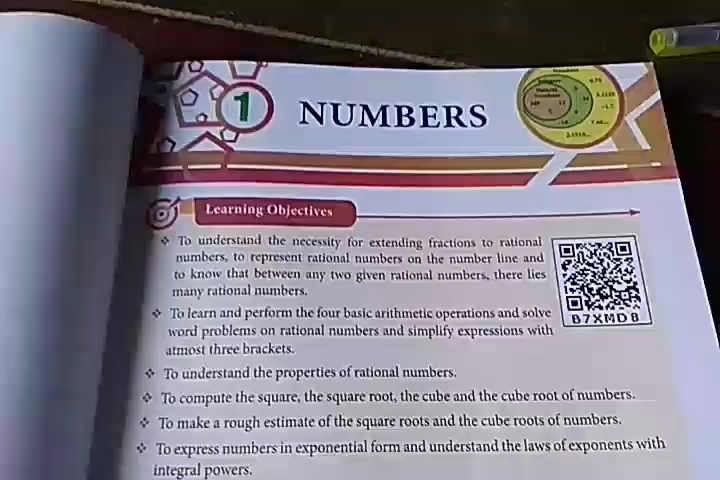 1 NUMBERS
Learning Objectives
To understand the necessity for extending fractions to rational
numbers, to represent rational numbers on the number line and
to know that between any two given rational numbers, there lies
many rational numbers.
B7XMD8
To learn and perform the four basic arithmetic operations and solve
word problems on rational numbers and simplify expressions with
atmost three brackets.
To understand the properties of rational numbers.
To compute the square, the square root, the cube and the cube root of numbers.
To make a rough estimate of the square roots and the cube roots of numbers.
To express numbers in exponential form and understand the laws of exponents with
integral powers.